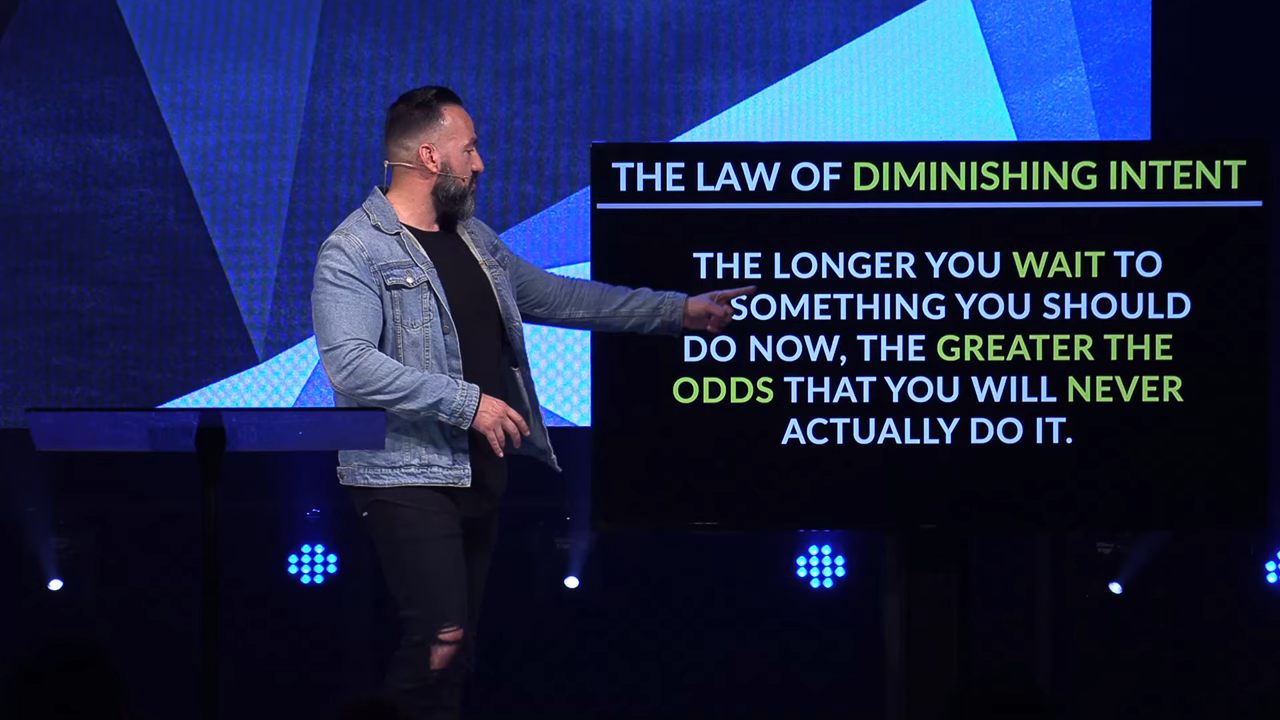 THE LAW OF DIMINISHING INTENT
THE LONGER YOU WAIT TO
SOMETHING YOU SHOULD
DO NOW, THE GREATER THE
ODDS THAT YOU WILL NEVER
ACTUALLY DO IT.